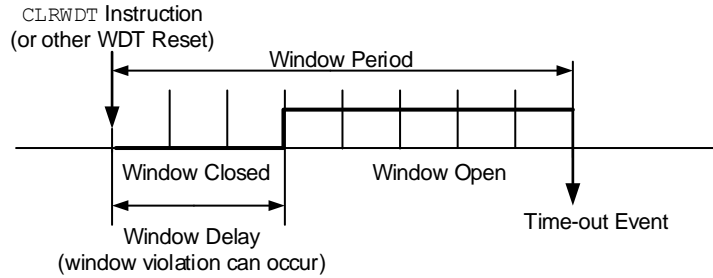 CLRWDT Instruction
(or other WDT Reset)
Window Period
Window Closed
Window Open
Window Delay
(window violation can occur)
Time-out Event